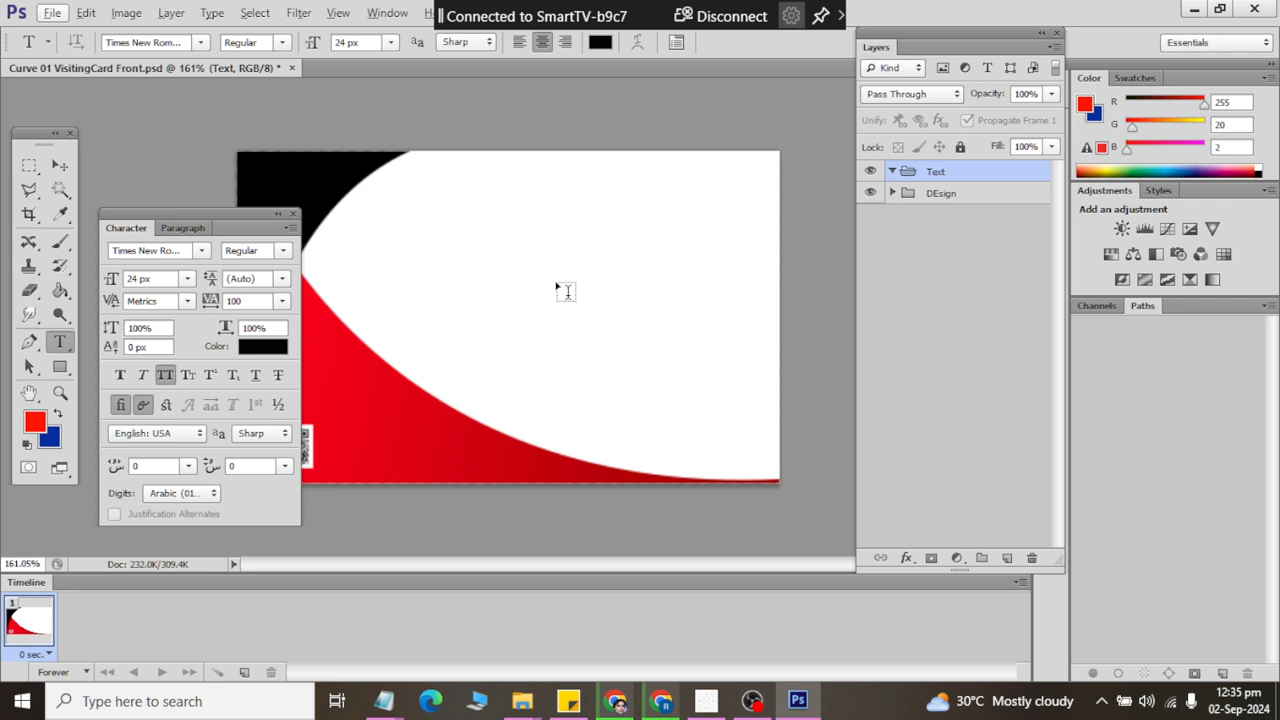 Ps File Edit Image Layer Type Select Filter View Window H
Connected to SmartTV-b9c7 Disconnect
T Times New Rom... Regular 24 px aa Sharp Essentials
Curve 01 VisitingCard Front.psd @ 161% (Text, RGB/8) * ×
Layers
Kind
Pass Through Opacity: 100%
Unify: Propagate Frame 1
Lock: Fill: 100%
Text
DEsign
Color Swatches
R 255
G 20
B 2
Adjustments Styles
Add an adjustment
Channels Paths
Character Paragraph
Times New Ro... Regular
24 px (Auto)
Metrics 100
100% 100%
0 px Color:
T T TT Tt T¹ T₁ T T
fi st A aa T 1st ½
English: USA aa Sharp
0 0
Digits: Arabic (01...
Justification Alternates
161.05% Doc: 232.0K/309.4K
Timeline
1
0 sec.
Forever
Type here to search
30°C Mostly cloudy
12:35 pm
02-Sep-2024